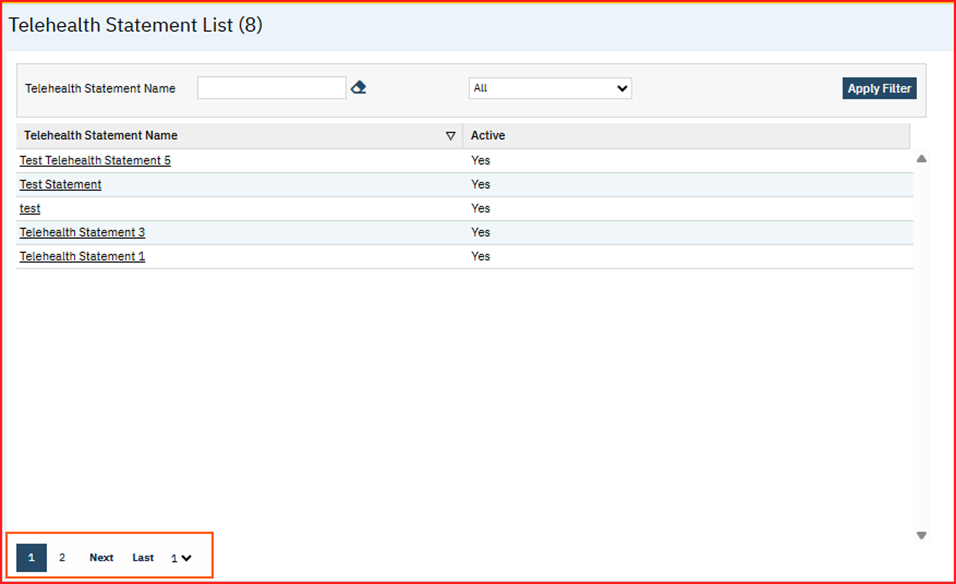 Telehealth Statement List (8)
Telehealth Statement Name All Apply Filter
Telehealth Statement Name Active
Test Telehealth Statement 5 Yes
Test Statement Yes
test Yes
Telehealth Statement 3 Yes
Telehealth Statement 1 Yes
1 2 Next Last 1